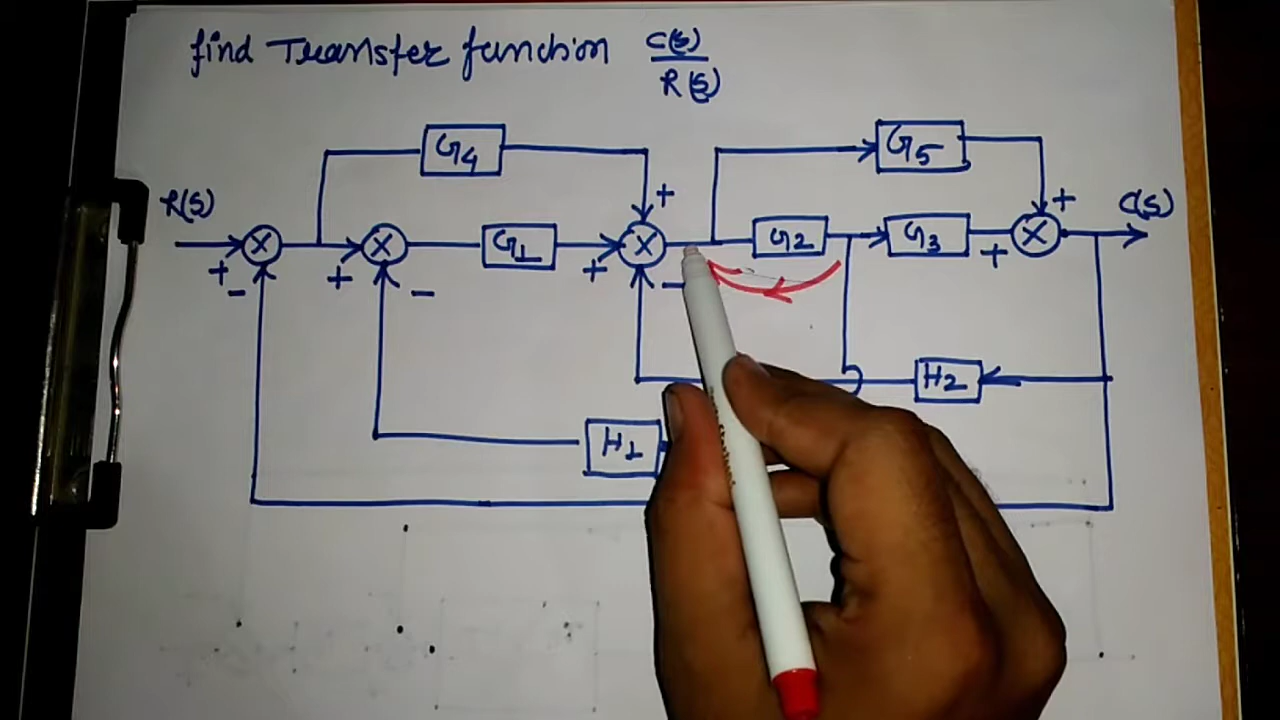 find Transfer function C(s)
R(s)
G4
G5
R(S)
C(S)
+
+
G1
G2
G3
+
-
+
-
+
-
+
H2
H1